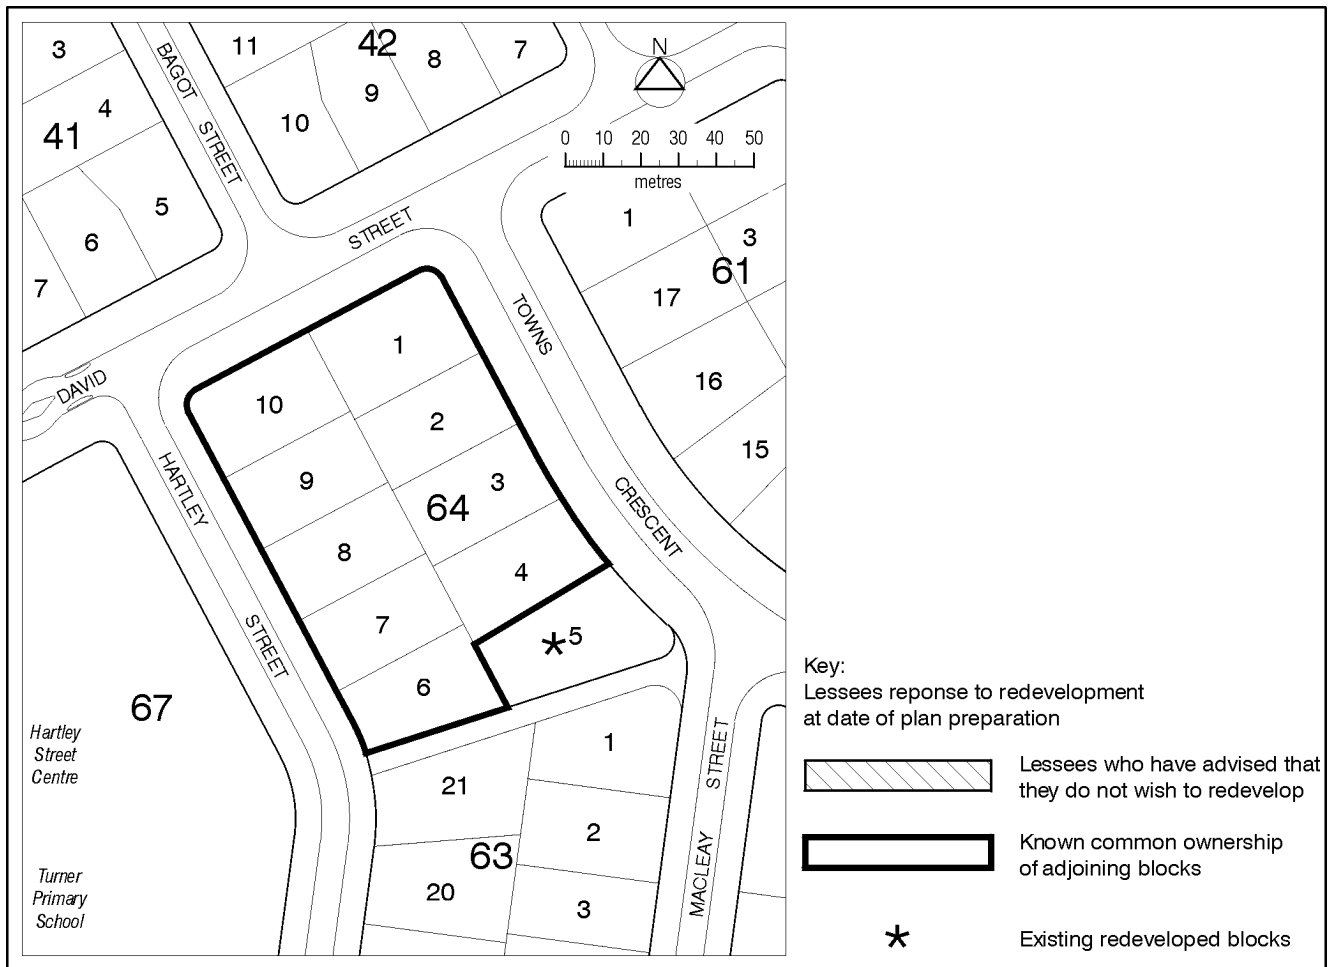 3
11
42
8
7
N
BAGOT STREET
4
9
41
10
0 10 20 30 40 50
metres
5
6
7
STREET
1
3
61
17
TOWNS
1
DAVID
10
2
16
9
3
64
15
HARTLEY
CRESCENT
8
4
7
*5
STREET
6
67
Hartley
Street
Centre
1
21
STREET
2
63
MACLEAY
20
3
Turner
Primary
School
Key:
Lessees reponse to redevelopment
at date of plan preparation
Lessees who have advised that
they do not wish to redevelop
Known common ownership
of adjoining blocks
* Existing redeveloped blocks